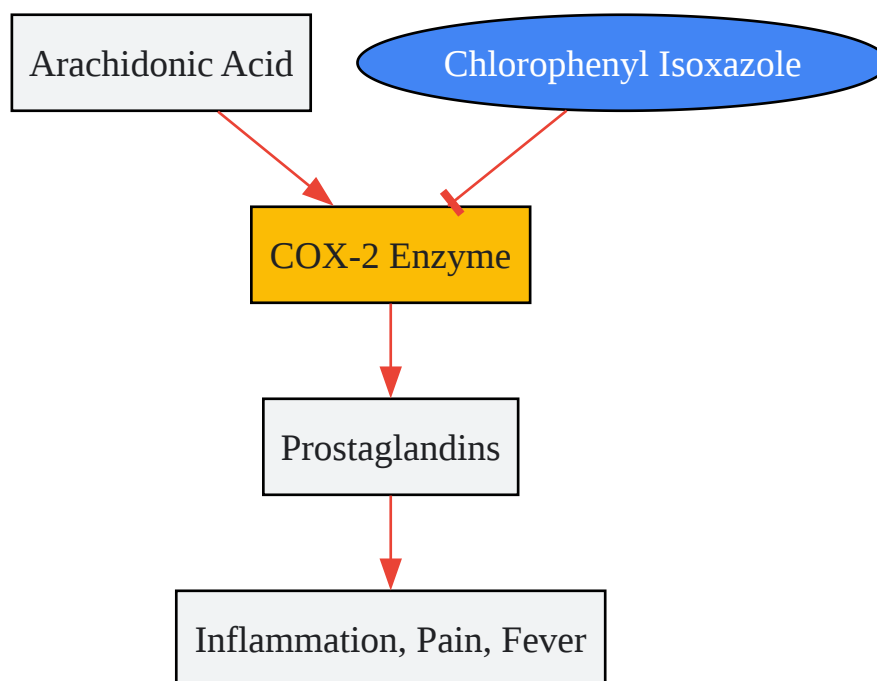 Arachidonic Acid
Chlorophenyl Isoxazole
COX-2 Enzyme
Prostaglandins
Inflammation, Pain, Fever